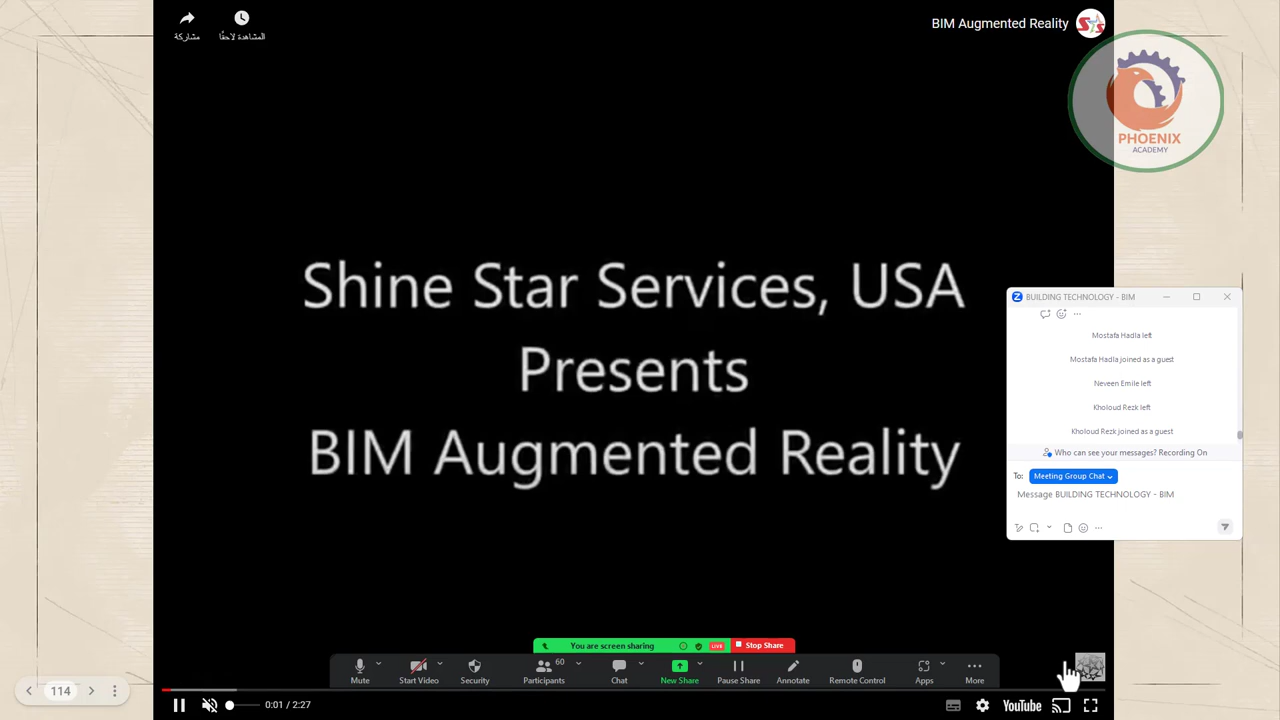 مشاركة
المشاهدة لاحقًا
BIM Augmented Reality
PHOENIX
ACADEMY
Shine Star Services, USA
Presents
BIM Augmented Reality
BUILDING TECHNOLOGY - BIM
Mostafa Hadla left
Mostafa Hadla joined as a guest
Neveen Emile left
Kholoud Rezk left
Kholoud Rezk joined as a guest
Who can see your messages? Recording On
To: Meeting Group Chat
Message BUILDING TECHNOLOGY - BIM
You are screen sharing
LIVE
Stop Share
60
Mute
Start Video
Security
Participants
Chat
New Share
Pause Share
Annotate
Remote Control
Apps
More
114
0:01 / 2:27
YouTube